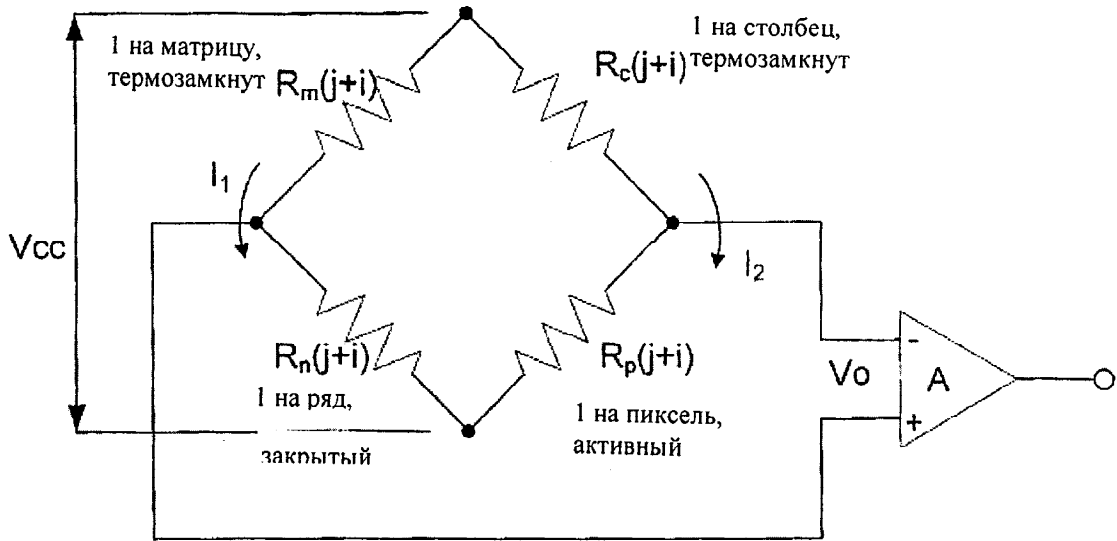 1 на матрицу,
термозамкнут
Rm(j+i)
1 на столбец,
термозамкнут
Rc(j+i)
I1
Vcc
I2
Rn(j+i)
1 на ряд,
закрытый
Rp(j+i)
1 на пиксель,
активный
Vo
-
A
+